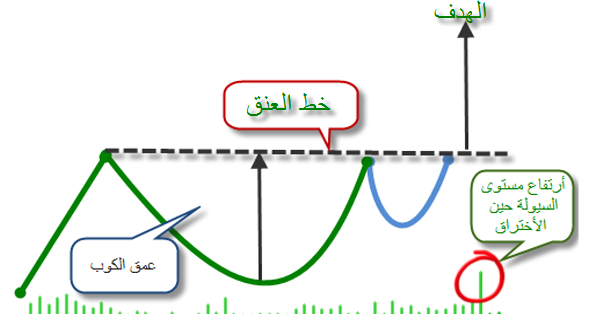 الهدف
خط العنق
أرتفاع مستوى
السيولة حين
الأختراق
عمق الكوب